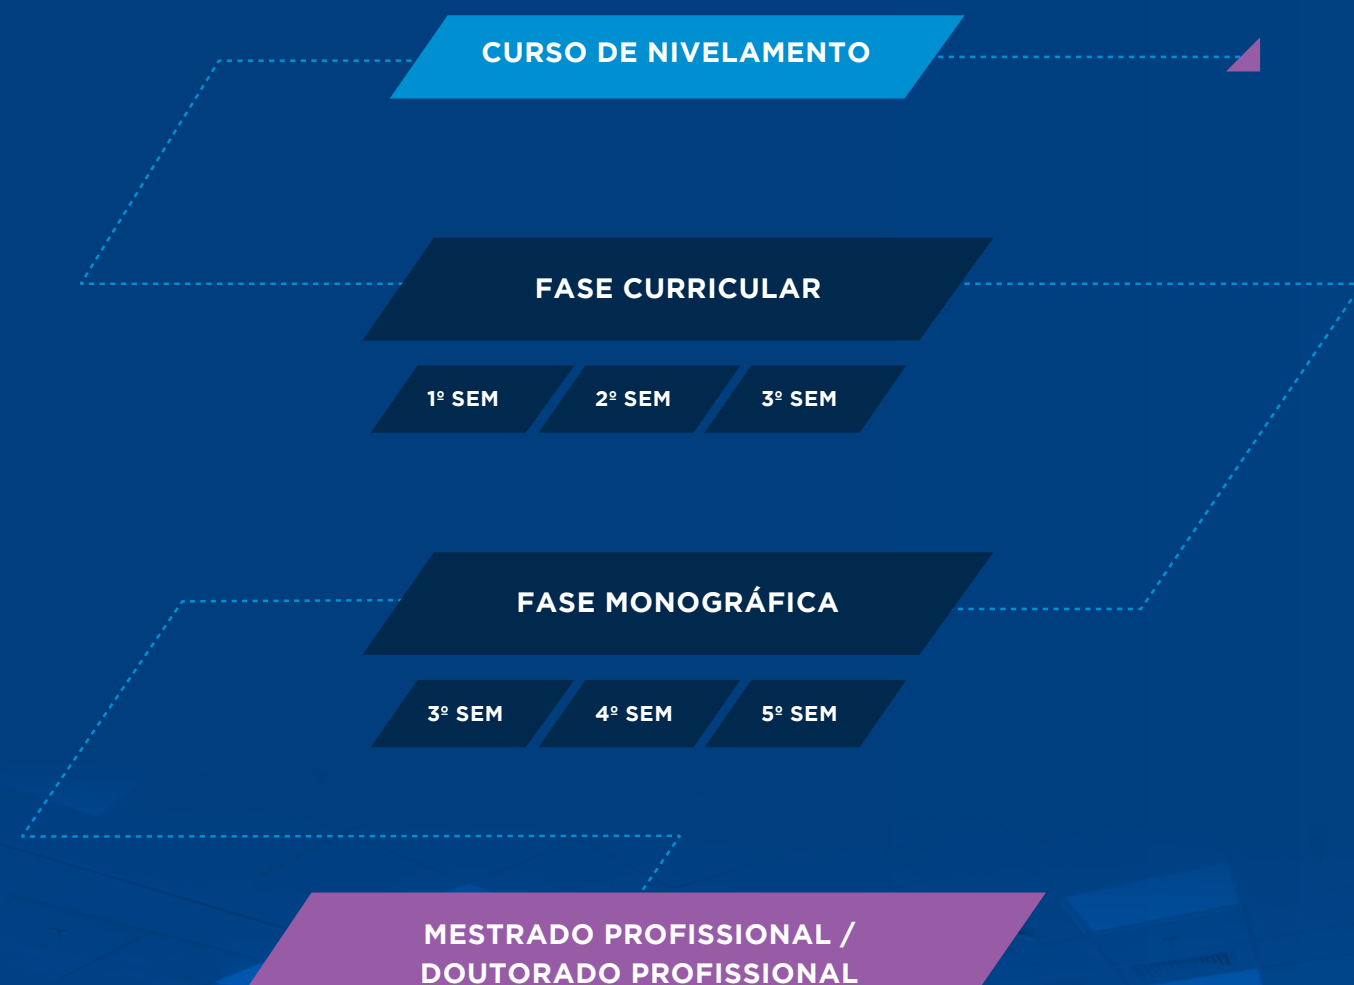 CURSO DE NIVELAMENTO
FASE CURRICULAR
1º SEM
2º SEM
3º SEM
FASE MONOGRÁFICA
3º SEM
4º SEM
5º SEM
MESTRADO PROFISSIONAL /
DOUTORADO PROFISSIONAL